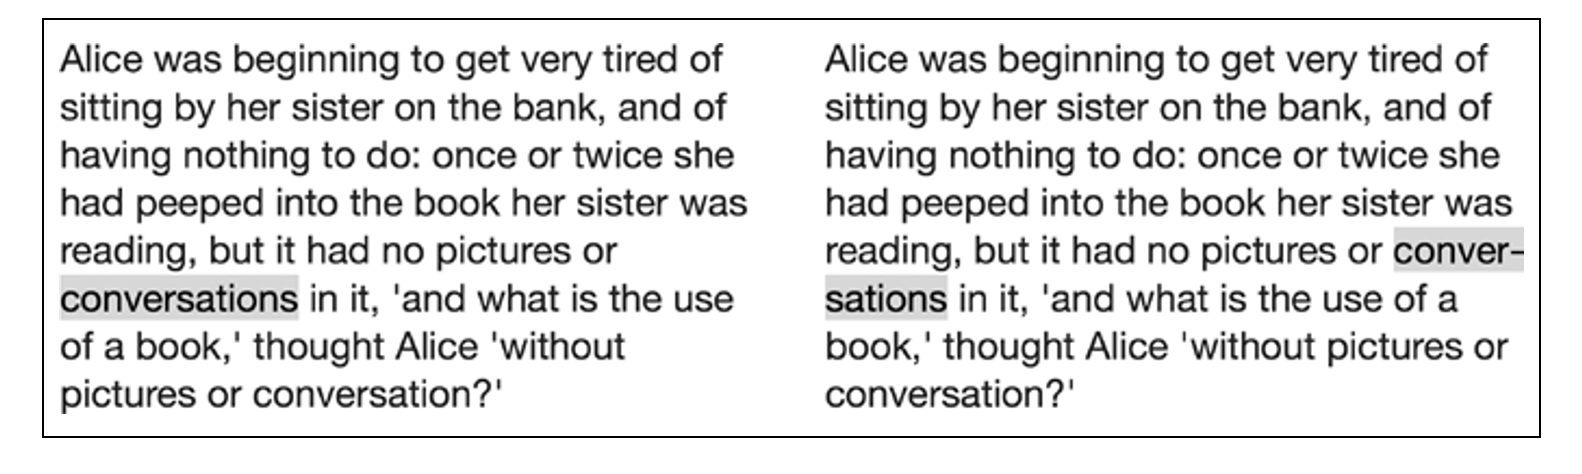 Alice was beginning to get very tired of
sitting by her sister on the bank, and of
having nothing to do: once or twice she
had peeped into the book her sister was
reading, but it had no pictures or
conversations in it, 'and what is the use
of a book,' thought Alice 'without
pictures or conversation?'
Alice was beginning to get very tired of
sitting by her sister on the bank, and of
having nothing to do: once or twice she
had peeped into the book her sister was
reading, but it had no pictures or conver-
sations in it, 'and what is the use of a
book,' thought Alice 'without pictures or
conversation?'